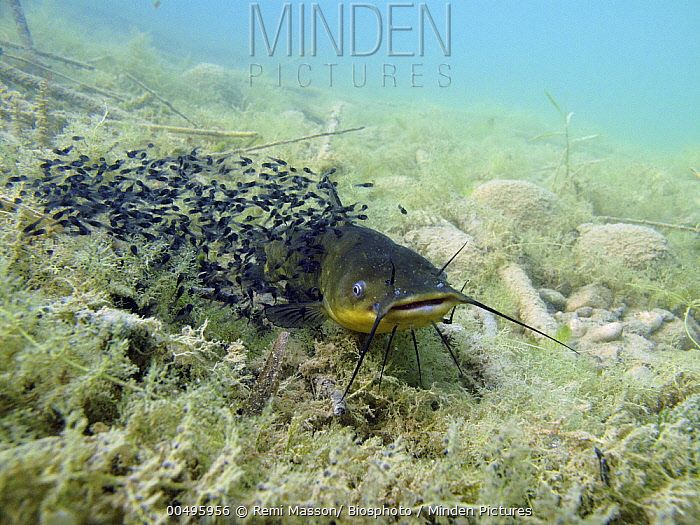 MINDEN
PICTURES
00495956 © Remi Masson/ Biosphoto / Minden Pictures